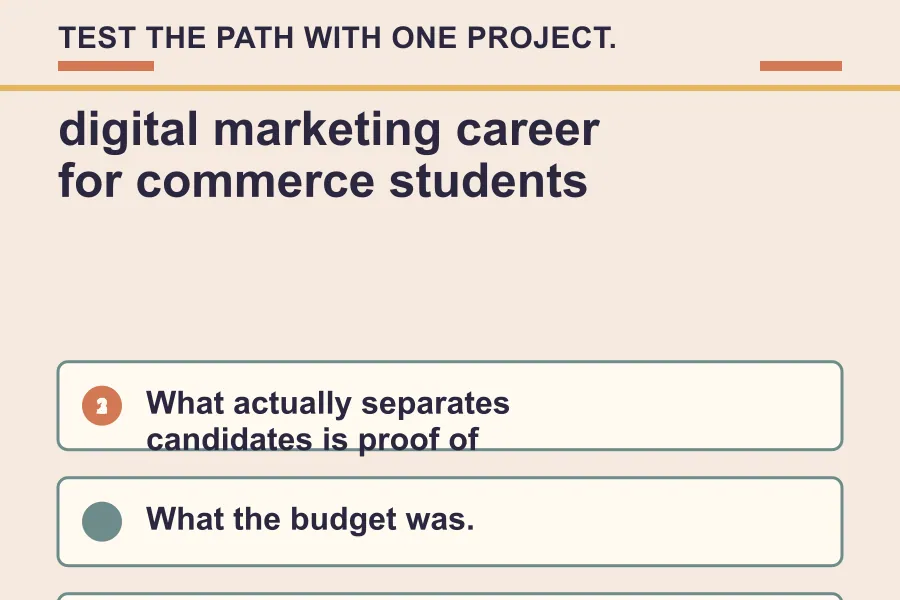 TEST THE PATH WITH ONE PROJECT.
digital marketing career
for commerce students
What actually separates
candidates is proof of
What the budget was.